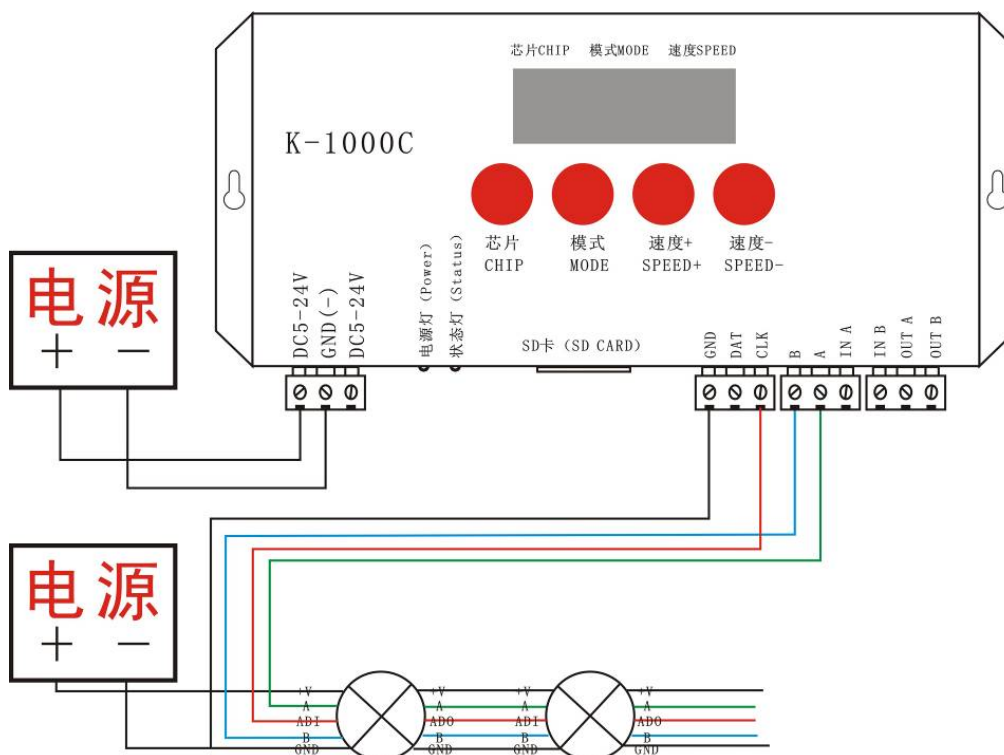 芯片CHIP 模式MODE 速度SPEED
K-1000C
芯片 模式 速度+ 速度-
CHIP MODE SPEED+ SPEED-
电源
+ -
DC5-24V
GND(-)
DC5-24V
电源灯(Power)
状态灯(Status)
SD卡(SD CARD)
GND
DAT
CLK
B
A
IN A
IN B
OUT A
OUT B
电源
+ -
+V +V +V +V
A A A A
ADI ADO ADI ADO
B B B B
GND GND GND GND